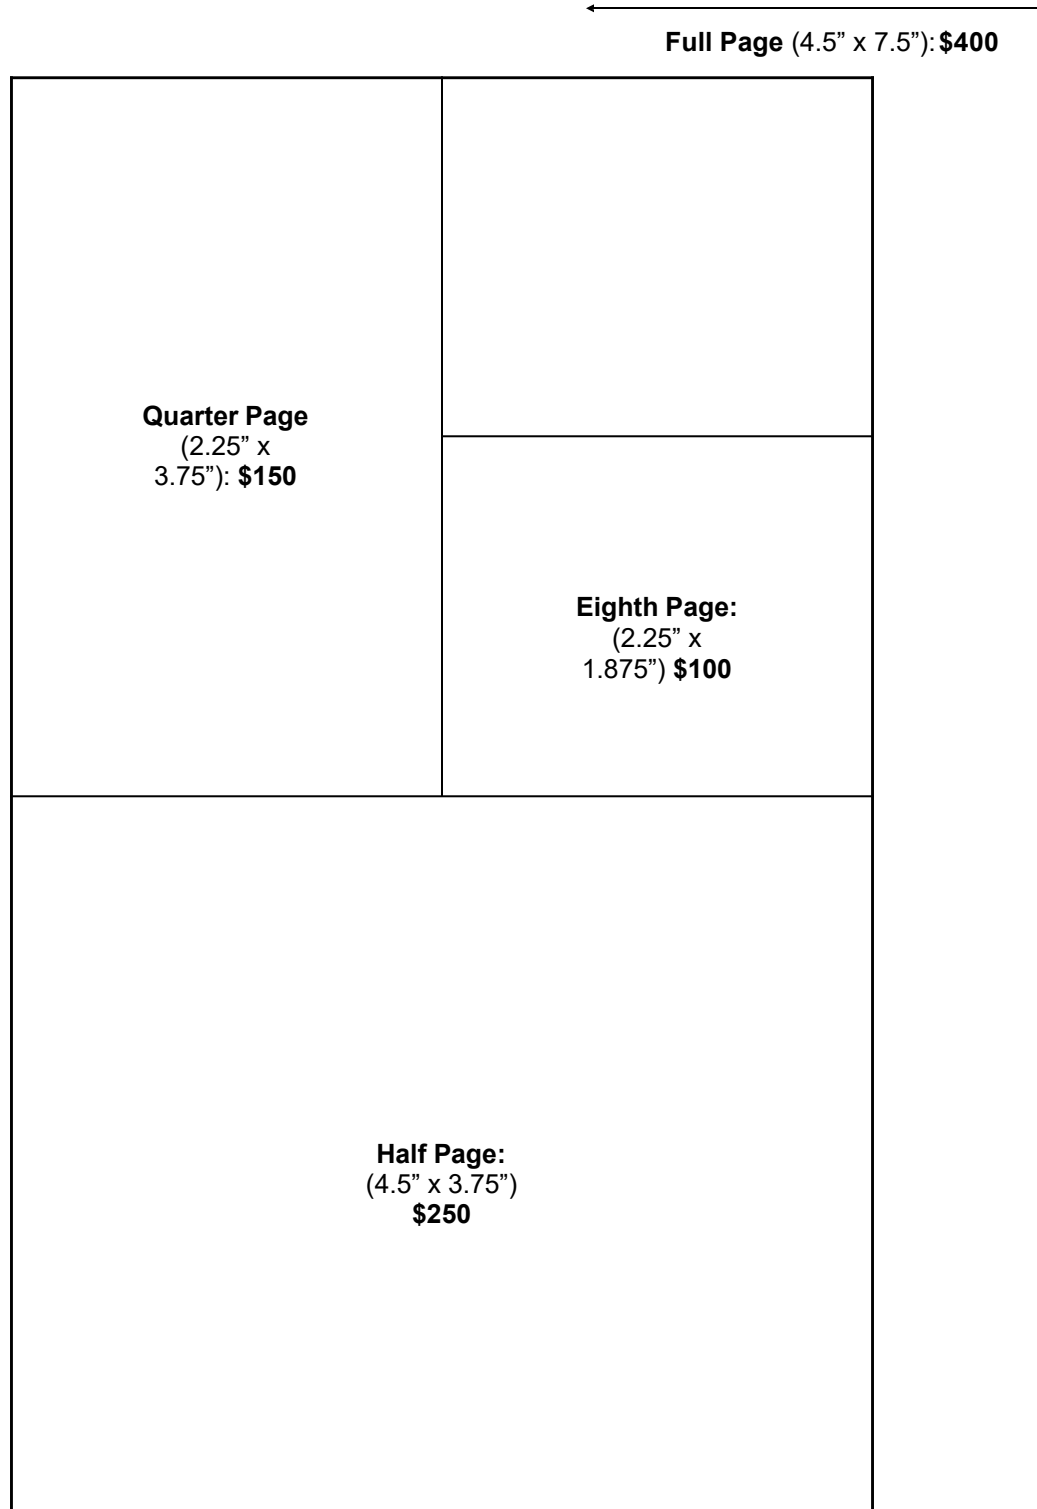 Full Page (4.5” x 7.5”): $400
Quarter Page
(2.25” x
3.75”): $150
Eighth Page:
(2.25” x
1.875”) $100
Half Page:
(4.5” x 3.75”)
$250